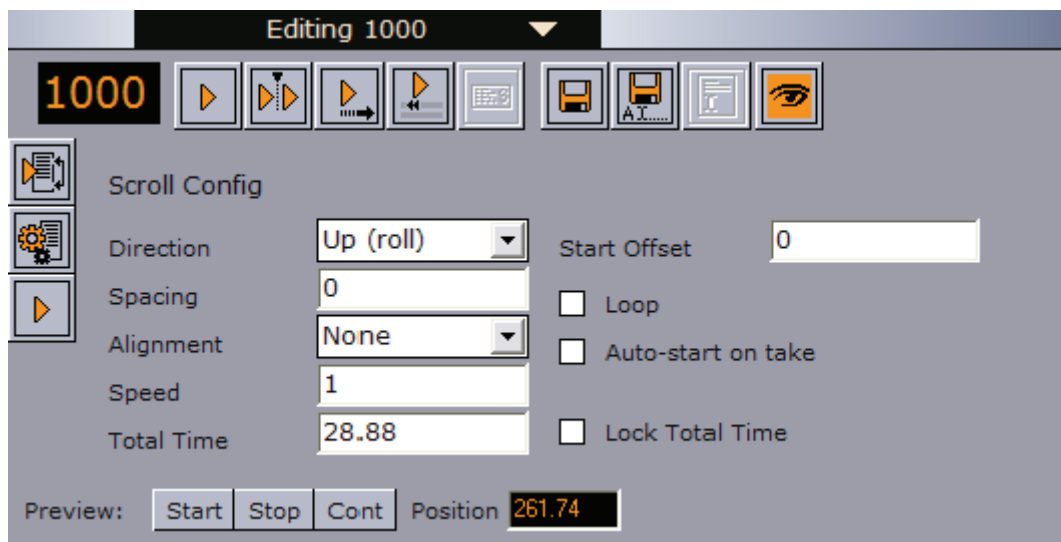 Editing 1000
1000
AI.....
Scroll Config
Direction Up (roll) Start Offset 0
Spacing 0 Loop
Alignment None Auto-start on take
Speed 1
Total Time 28.88 Lock Total Time
Preview: Start Stop Cont Position 261.74